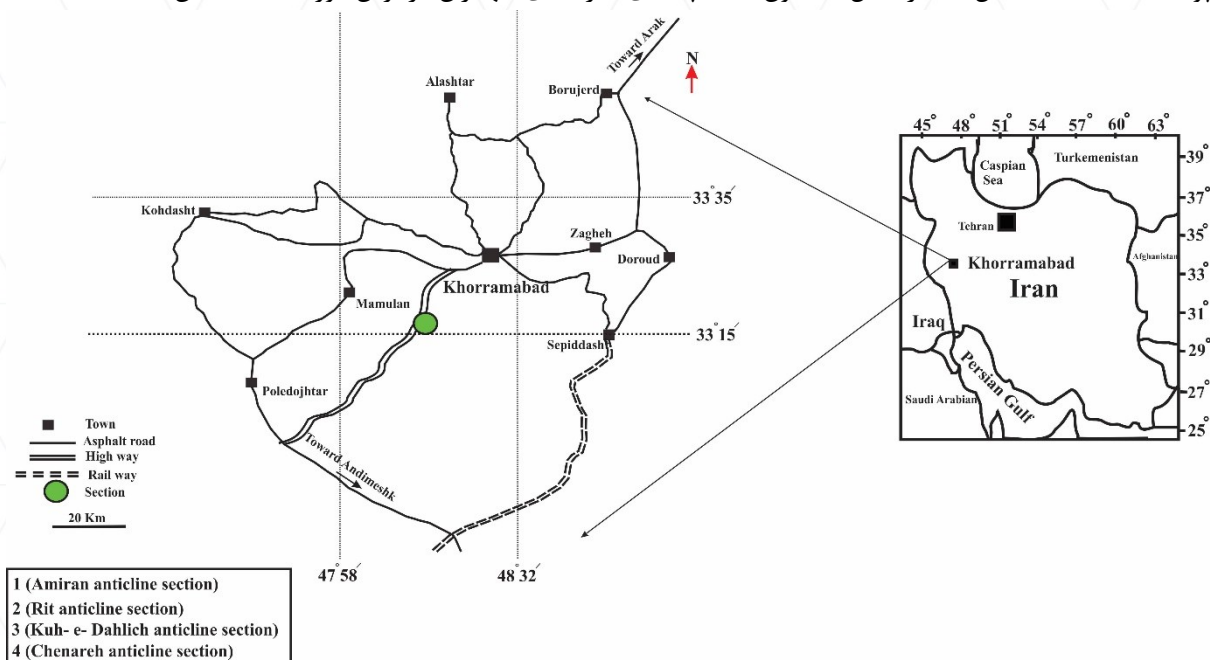 Toward Arak
N
Alashtar
Borujerd
33°35´
Kohdasht
Zagheh
Doroud
Khorramabad
Mamulan
33°15´
Sepiddash
Poledojhtar
Toward Andimeshk
Town
Asphalt road
High way
Rail way
Section
20 Km
47°58´
48°32´
1 (Amiran anticline section)
2 (Rit anticline section)
3 (Kuh- e- Dahlich anticline section)
4 (Chenareh anticline section)
45° 48° 51° 54° 57° 60° 63°
39°
37°
35°
33°
31°
29°
27°
25°
Caspian
Sea
Turkemenistan
Tehran
Afghanistan
Khorramabad
Iran
Iraq
Persian Gulf
Saudi Arabian